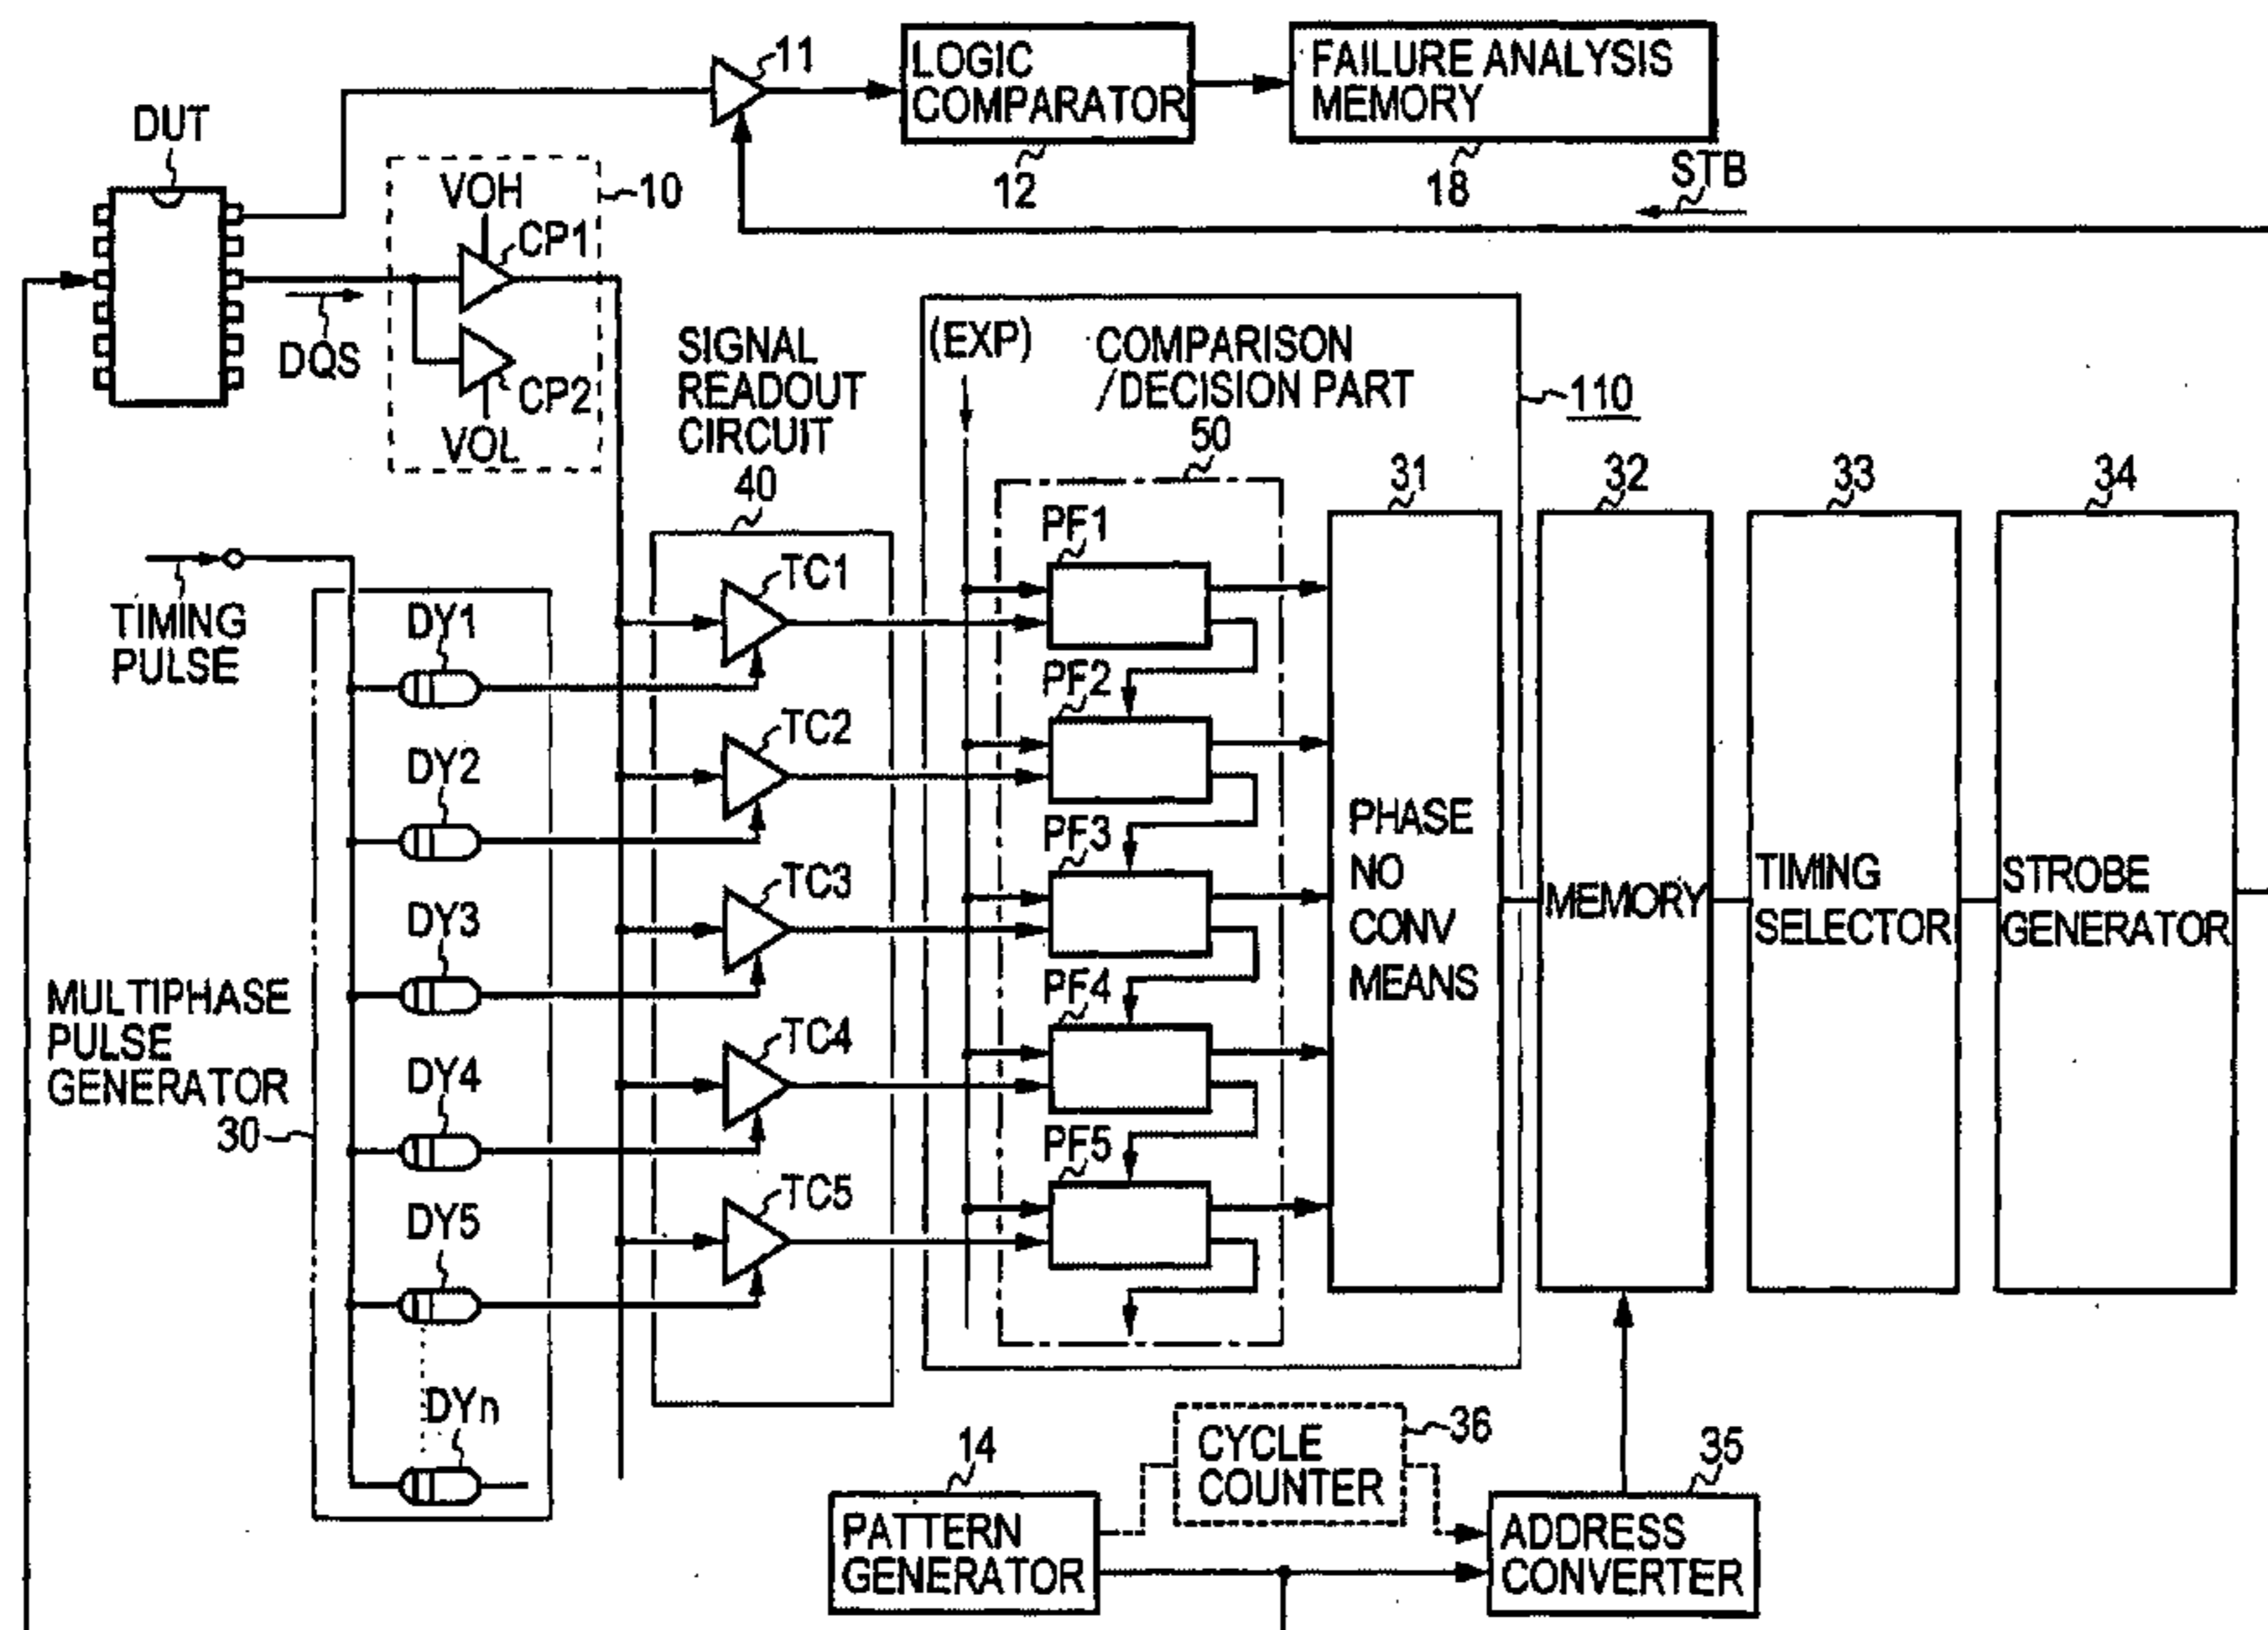 11
LOGIC
COMPARATOR
12
FAILURE ANALYSIS
MEMORY
18
STB
DUT
VOH
10
CP1
CP2
VOL
DQS
SIGNAL
READOUT
CIRCUIT
40
(EXP)
COMPARISON
/DECISION PART
50
110
31
32
33
34
TIMING
PULSE
DY1
DY2
DY3
DY4
DY5
DYn
MULTIPHASE
PULSE
GENERATOR
30
TC1
TC2
TC3
TC4
TC5
PF1
PF2
PF3
PF4
PF5
PHASE
NO
CONV
MEANS
MEMORY
TIMING
SELECTOR
STROBE
GENERATOR
14
PATTERN
GENERATOR
CYCLE
COUNTER
36
35
ADDRESS
CONVERTER